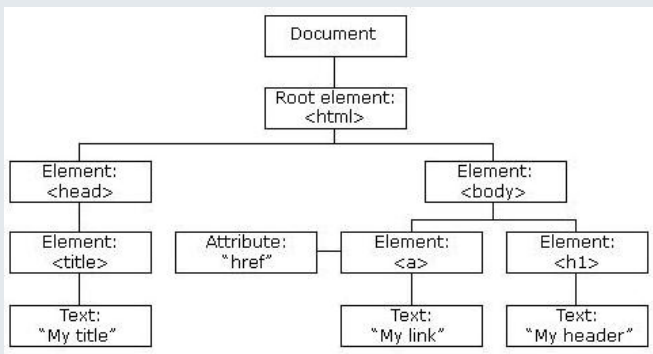 Document
Root element:
<html>
Element:
<head>
Element:
<body>
Element:
<title>
Attribute:
"href"
Element:
<a>
Element:
<h1>
Text:
"My title"
Text:
"My link"
Text:
"My header"